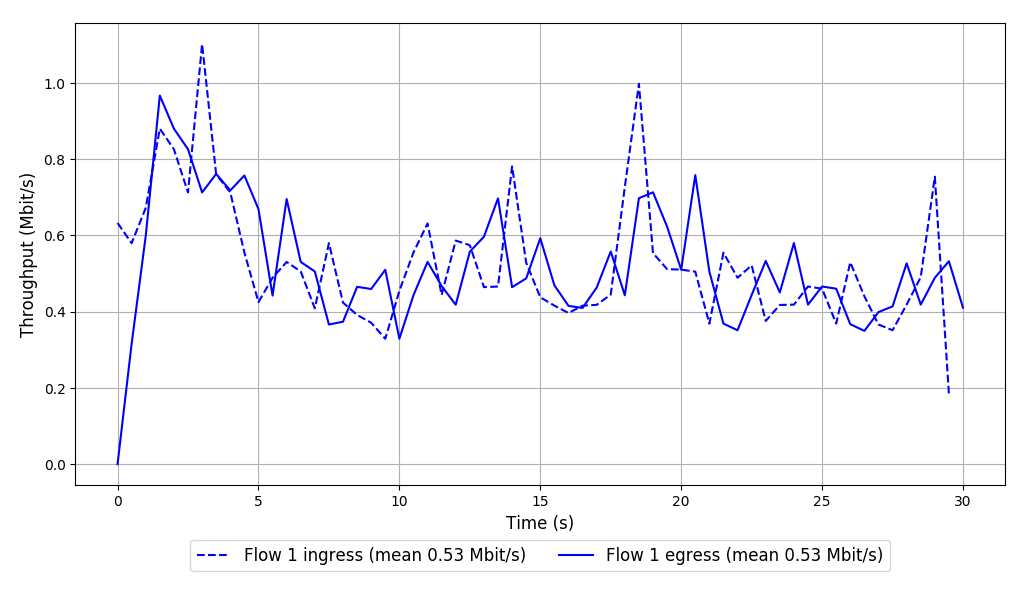 Throughput (Mbit/s)
1.0
0.8
0.6
0.4
0.2
0.0
0 5 10 15 20 25 30
Time (s)
Flow 1 ingress (mean 0.53 Mbit/s) Flow 1 egress (mean 0.53 Mbit/s)